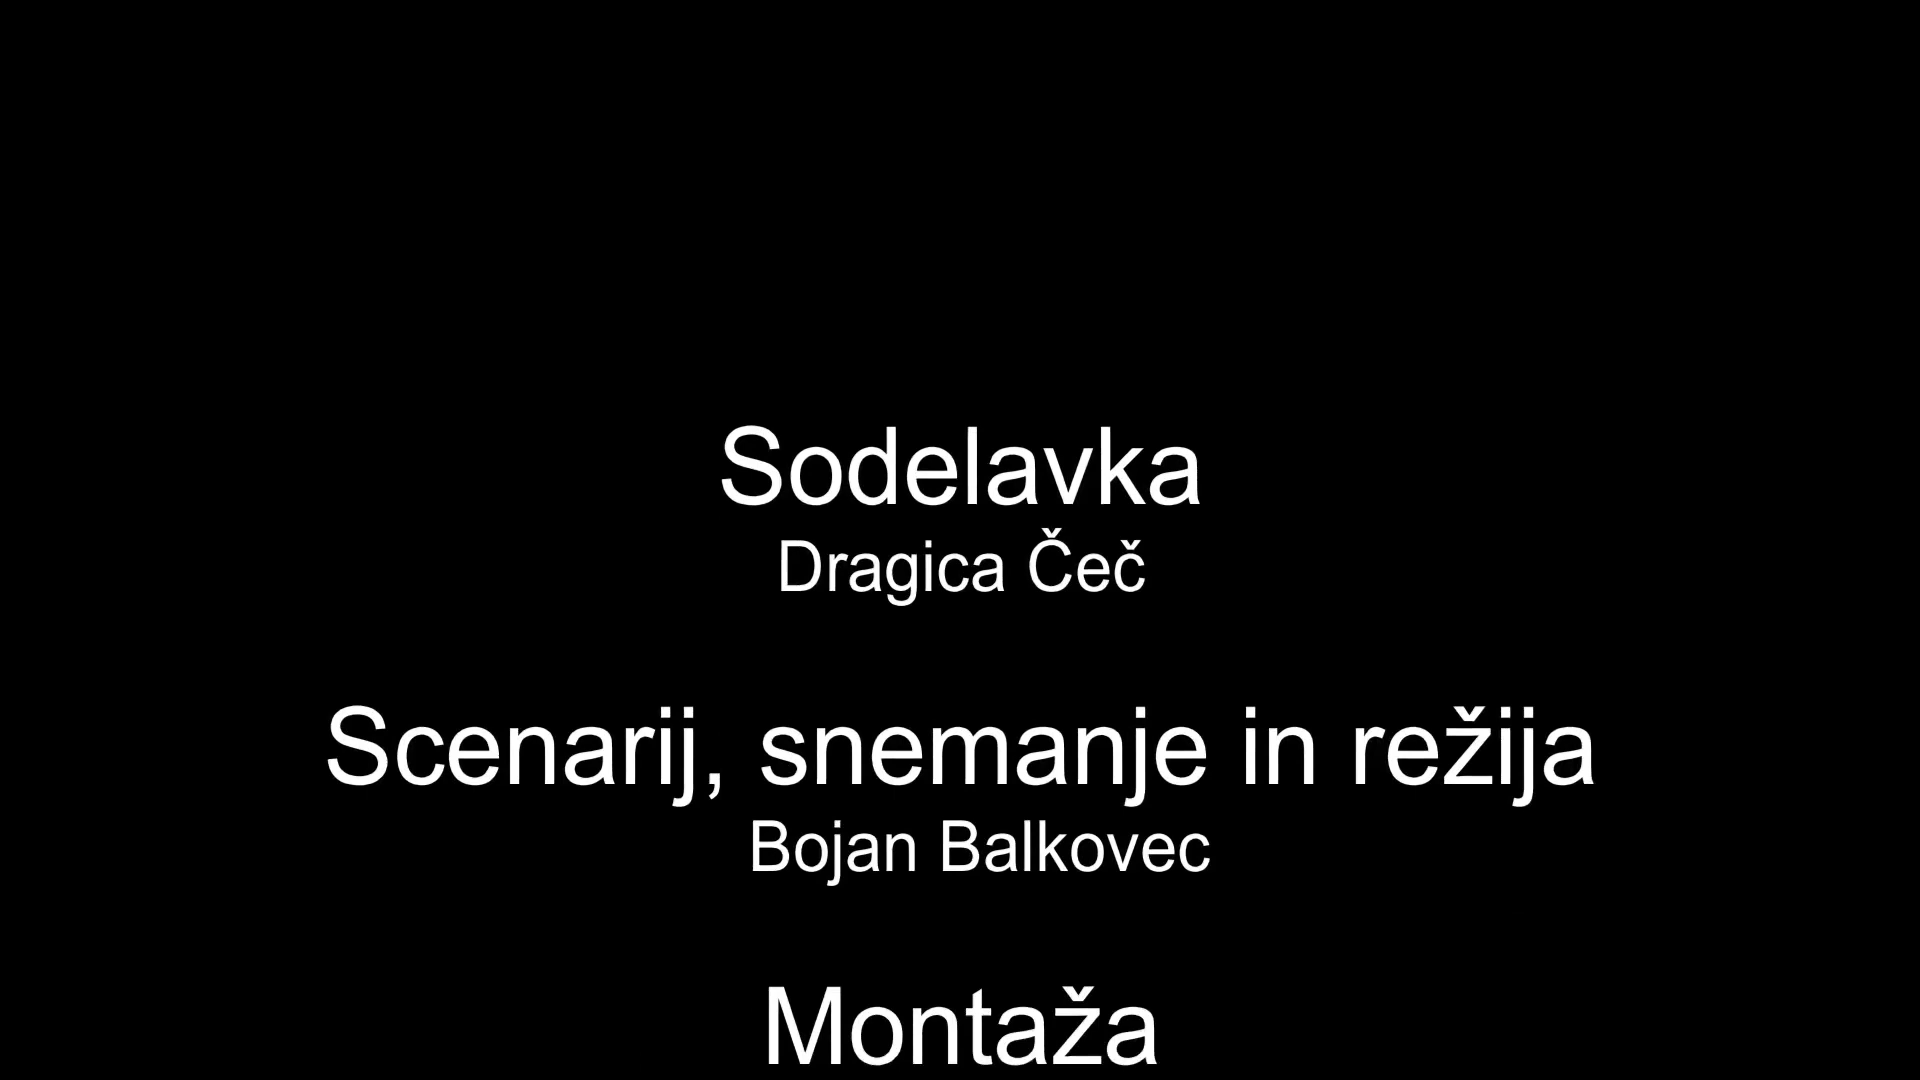 Sodelavka
Dragica Čeč
Scenarij, snemanje in režija
Bojan Balkovec
Montaža